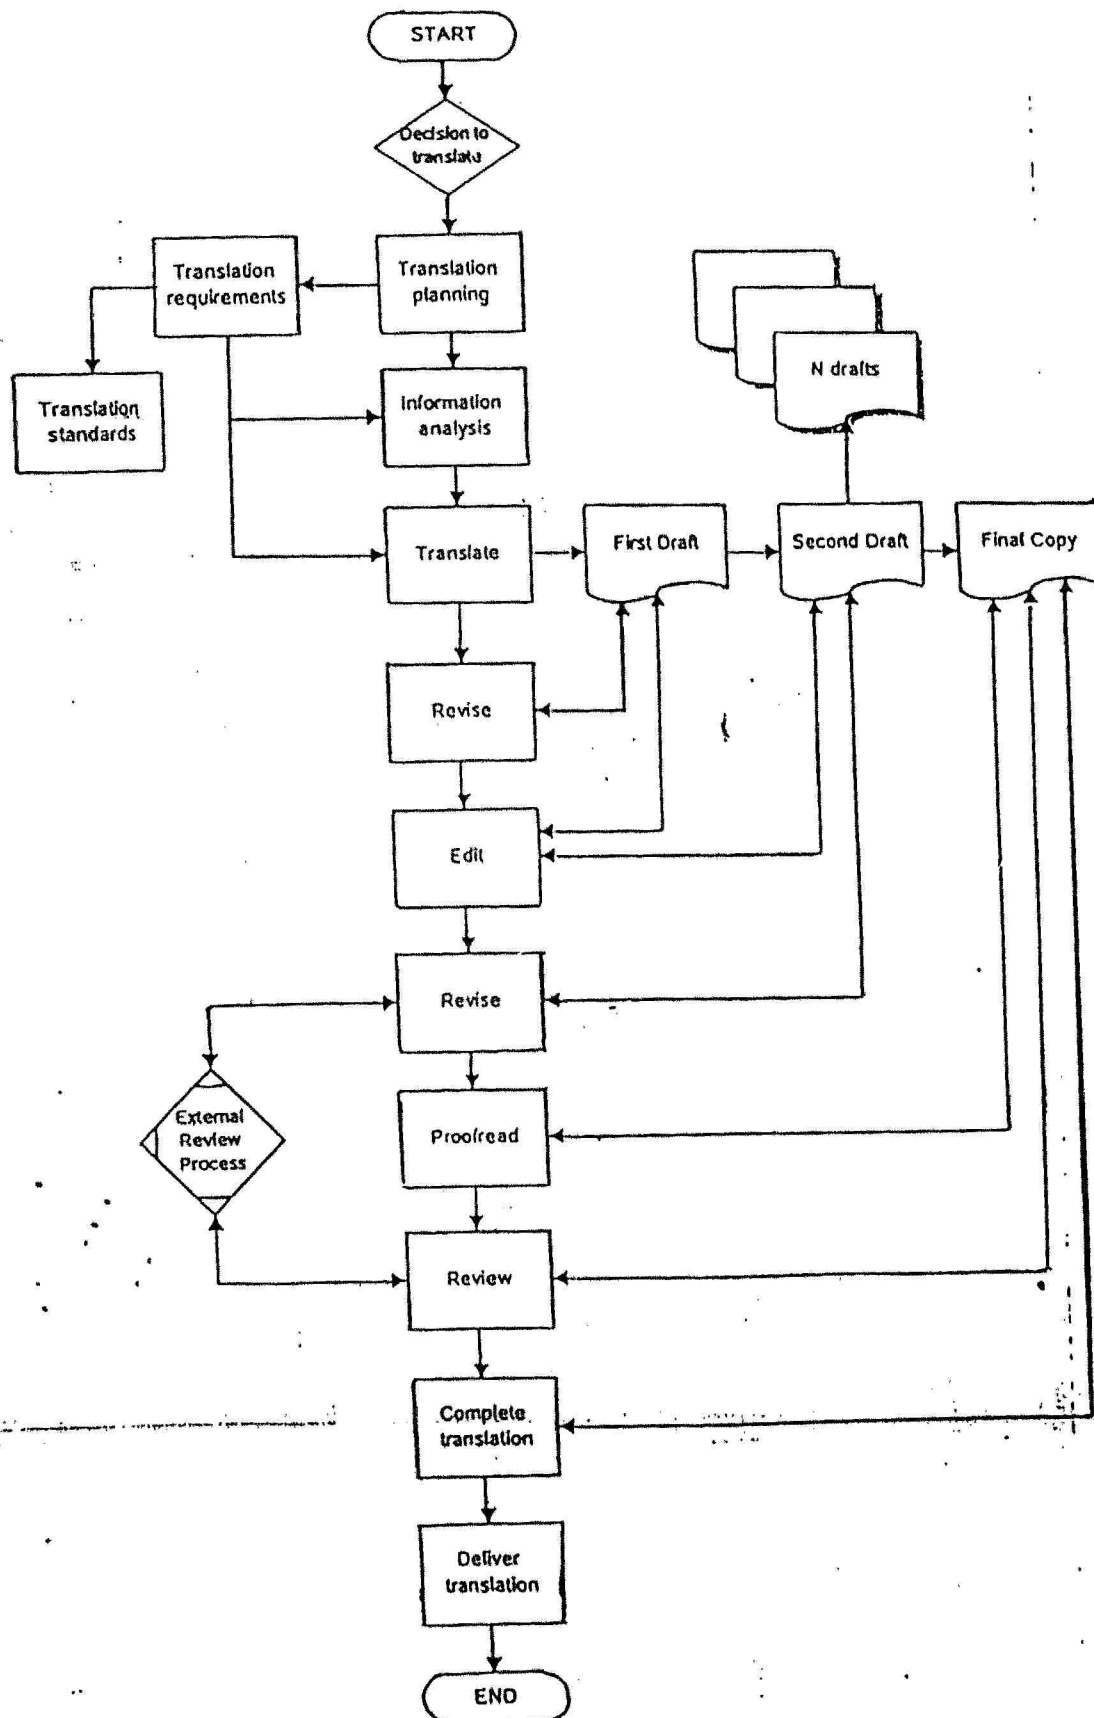 START
Decision to
translate
Translation
requirements
Translation
planning
Translation
standards
Information
analysis
N drafts
Translate
First Draft
Second Draft
Final Copy
Revise
Edit
Revise
External
Review
Process
Proofread
Review
Complete
translation
Deliver
translation
END